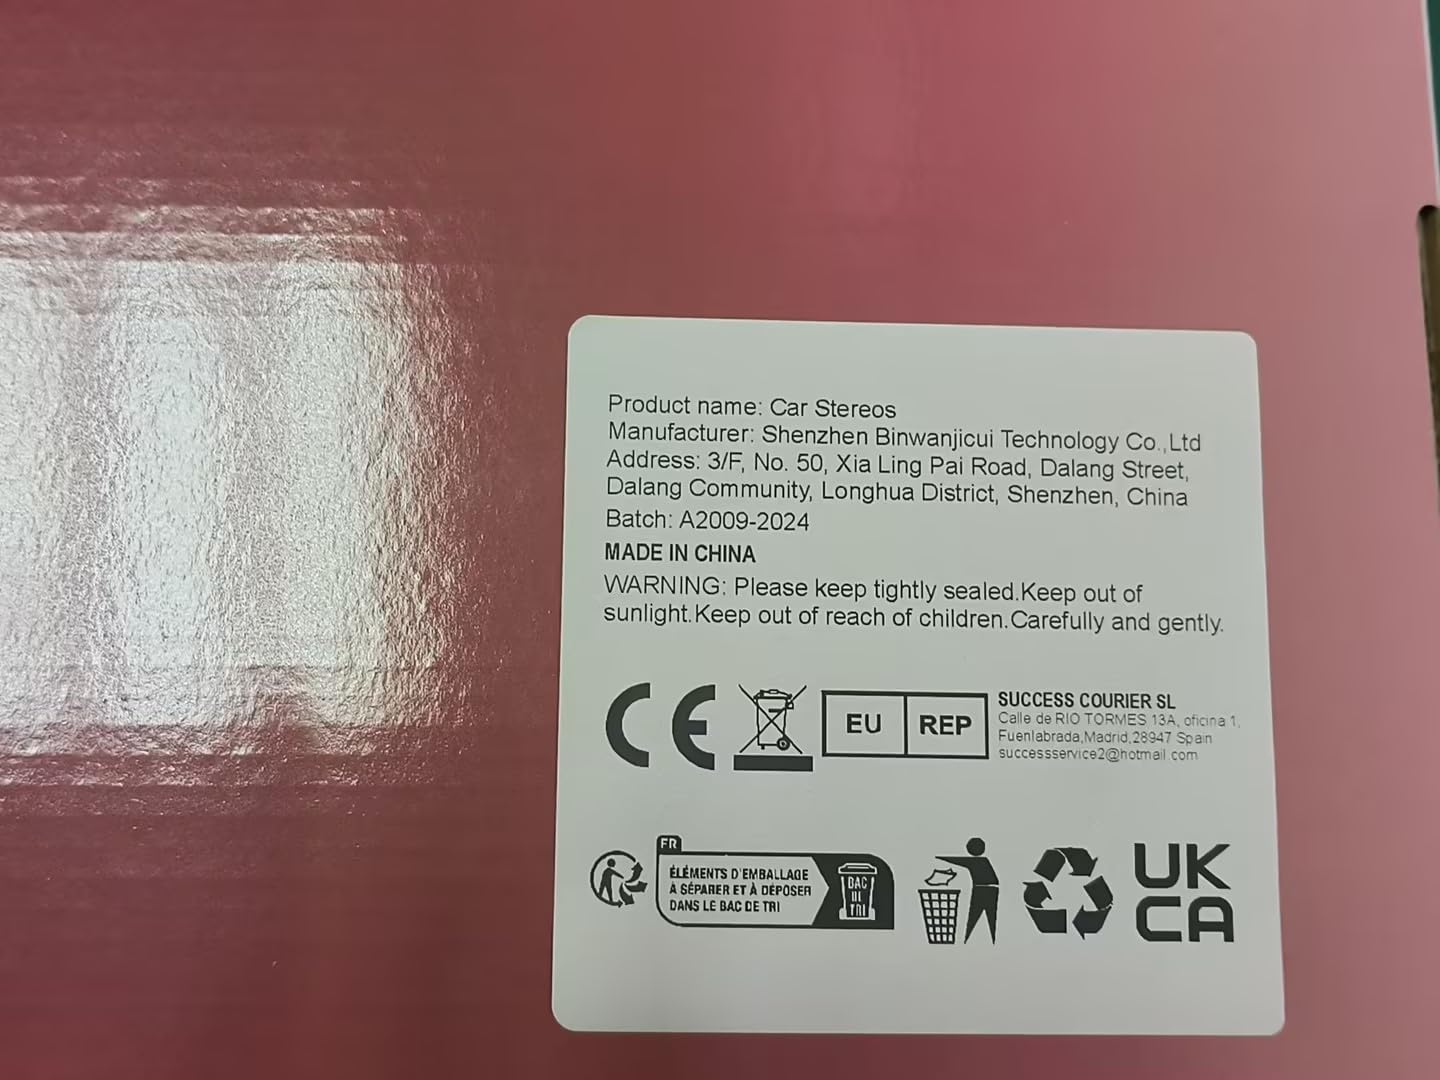 Product name: Car Stereos
Manufacturer: Shenzhen Binwanjicui Technology Co.,Ltd
Address: 3/F, No. 50, Xia Ling Pai Road, Dalang Street,
Dalang Community, Longhua District, Shenzhen, China
Batch: A2009-2024
MADE IN CHINA
WARNING: Please keep tightly sealed.Keep out of
sunlight.Keep out of reach of children.Carefully and gently.
CE
EU REP
SUCCESS COURIER SL
Calle de RIO TORMES 13A, oficina 1,
Fuenlabrada,Madrid,28947 Spain
successservice2@hotmail.com
FR
ÉLÉMENTS D'EMBALLAGE
À SÉPARER ET À DÉPOSER
DANS LE BAC DE TRI
BAC
DE
TRI
UK
CA